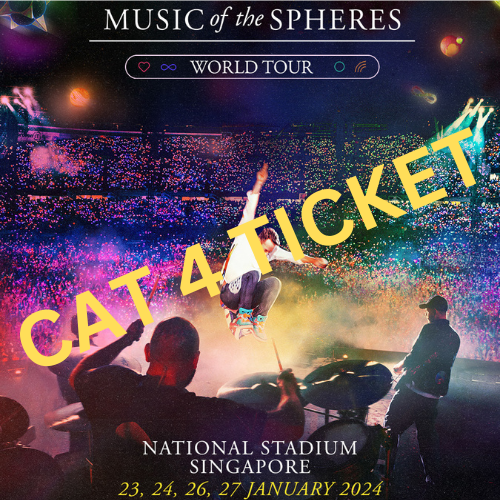 MUSIC of the SPHERES
WORLD TOUR
CAT 4 TICKET
NATIONAL STADIUM
SINGAPORE
23, 24, 26, 27 JANUARY 2024